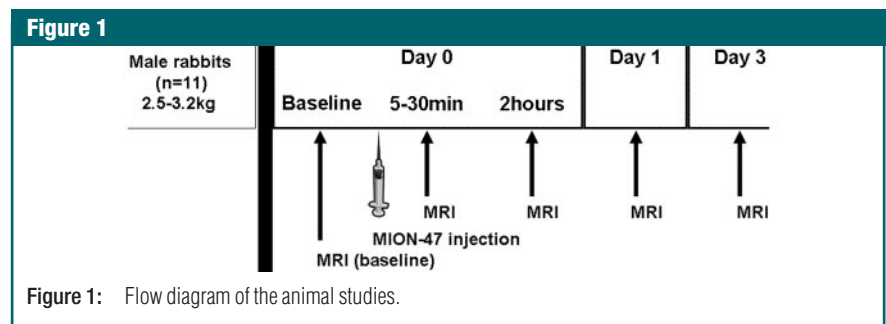 Figure 1
Male rabbits
(n=11)
2.5-3.2kg
Day 0
Day 1
Day 3
Baseline
5-30min
2hours
MRI
MRI
MRI
MRI
MION-47 injection
MRI (baseline)
Figure 1: Flow diagram of the animal studies.